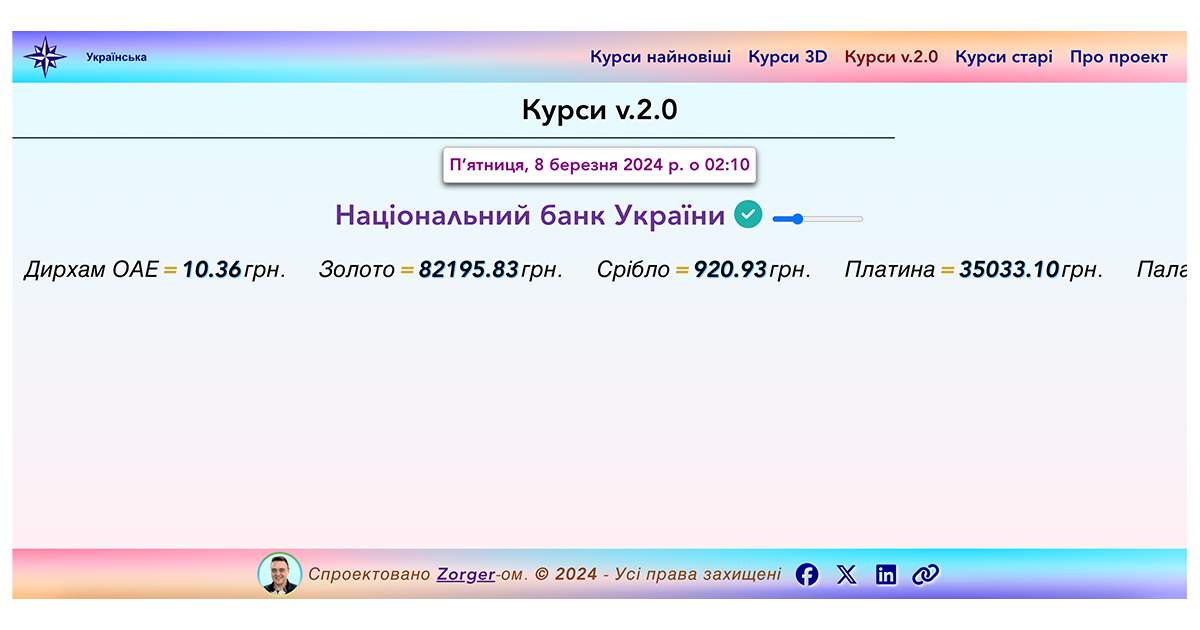 Українська
Курси найновіші Курси 3D Курси v.2.0 Курси старі Про проект
Курси v.2.0
П’ятниця, 8 березня 2024 р. о 02:10
Національний банк України
Дирхам ОАЕ = 10.36 грн. Золото = 82195.83 грн. Срібло = 920.93 грн. Платина = 35033.10 грн. Пала
Спроектовано Zorger-ом. © 2024 - Усі права захищені